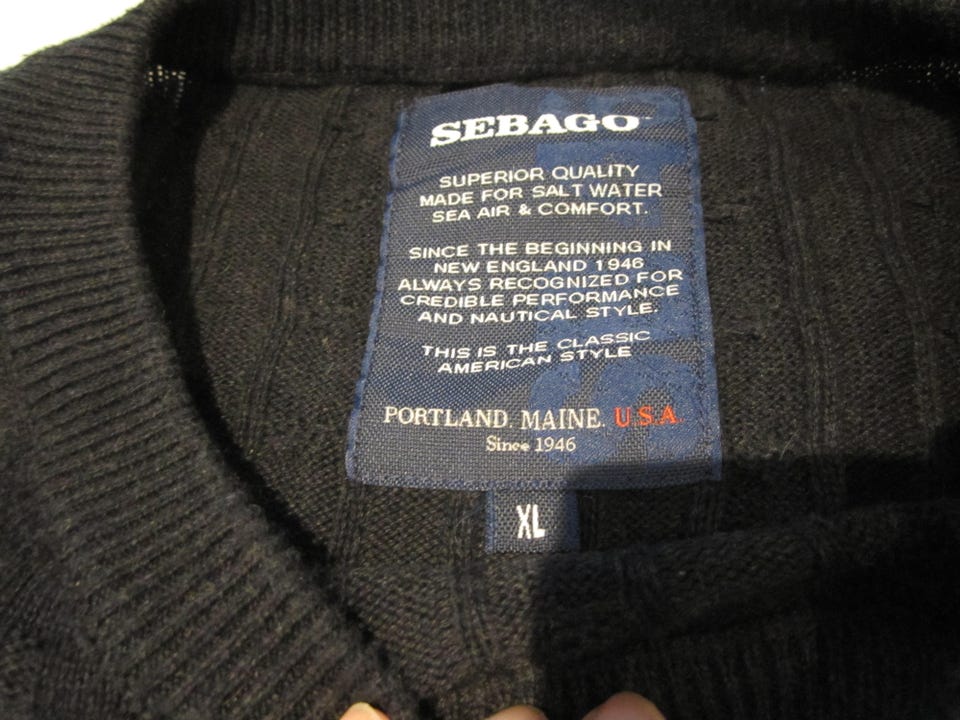 SEBAGO
SUPERIOR QUALITY
MADE FOR SALT WATER
SEA AIR & COMFORT.
SINCE THE BEGINNING IN
NEW ENGLAND 1946
ALWAYS RECOGNIZED FOR
CREDIBLE PERFORMANCE
AND NAUTICAL STYLE.
THIS IS THE CLASSIC
AMERICAN STYLE
PORTLAND. MAINE. U.S.A.
Since 1946
XL